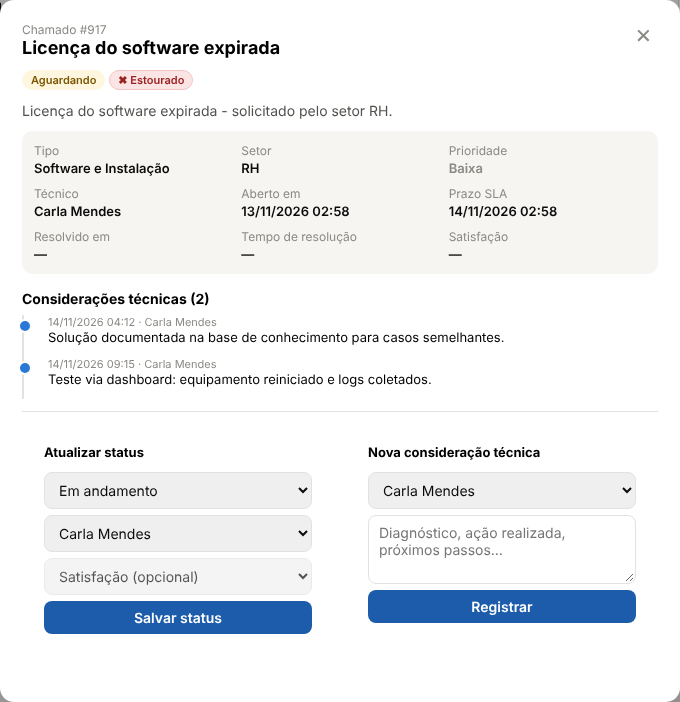 Chamado #917
Licença do software expirada
Aguardando ✖ Estourado
Licença do software expirada - solicitado pelo setor RH.
Tipo Setor Prioridade
Software e Instalação RH Baixa
Técnico Aberto em Prazo SLA
Carla Mendes 13/11/2026 02:58 14/11/2026 02:58
Resolvido em Tempo de resolução Satisfação
— — —
Considerações técnicas (2)
14/11/2026 04:12 · Carla Mendes
Solução documentada na base de conhecimento para casos semelhantes.
14/11/2026 09:15 · Carla Mendes
Teste via dashboard: equipamento reiniciado e logs coletados.
Atualizar status
Em andamento
Carla Mendes
Satisfação (opcional)
Salvar status
Nova consideração técnica
Carla Mendes
Diagnóstico, ação realizada,
próximos passos...
Registrar